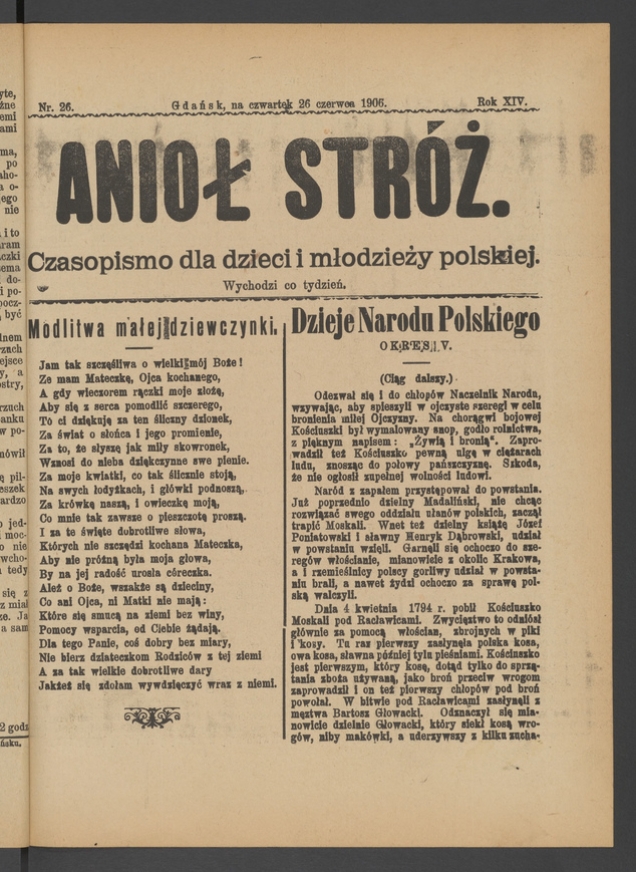 Nr. 26.
Gdańsk, na czwartek 26 czerwca 1906.
Rok XIV.
ANIOŁ STRÓŻ.
Czasopismo dla dzieci i młodzieży polskiej.
Wychodzi co tydzień.
Modlitwa małej dziewczynki.
Jam tak szczęśliwa o wielki mój Boże!
Że mam Mateczkę, Ojca kochanego,
A gdy wieczorem rączki moje złożę,
Aby się z serca pomodlić szczerego,
To ci dziękuję za ten śliczny dzionek,
Za świat o słońca i jego promienie,
Za to, że słyszę jak miły skowronek,
Wznosi do nieba dziękczynne swe pienie.
Za moje kwiatki, co tak ślicznie stoją,
Na swych łodyżkach, i główki podnoszą,
Za krówkę naszą, i owieczkę moją,
Co mnie tak zawsze o pieszczotę proszą.
I za te święte dobrotliwe słowa,
Których nie szczędzi kochana Mateczka,
Aby nie próżną była moja głowa,
By na jej radość urosła córeczka.
Aleź o Boże, wszakże są dzieciny,
Co ani Ojca, ni Matki nie mają:
Które się smucą na ziemi bez winy,
Pomocy wsparcia, od Ciebie żądają.
Dla tego Panie, coś dobry bez miary,
Nie bierz dziateczkom Rodziców z tej ziemi
A za tak wielkie dobrotliwe dary
Jakżeż się zdołam wywdzięczyć wraz z niemi.
Dzieje Narodu Polskiego
OKRES V.
(Ciąg dalszy.)
Odezwał się i do chłopów Naczelnik Narodu,
wzywając, aby spieszyli w ojczyste szeregi w celu
bronienia miłej Ojczyzny. Na chorągwi bojowej
Kościuszki był wymalowany snop, godło rolnictwa,
z pięknym napisem: „Żywią i bronią“. Zapro-
wadził też Kościuszko pewną ulgę w ciężarach
ludu, znosząc do połowy pańszczyznę. Szkoda,
że nie ogłosił zupełnej wolności ludowi.
Naród z zapałem przystępował do powstania.
Już poprzednio dzielny Madaliński, nie chcąc
rozwiązać swego oddziału ułanów polskich, zaczął
trapić Moskali. Wnet też dzielny książę Józef
Poniatowski i sławny Henryk Dąbrowski, udział
w powstaniu wzięli. Garnęli się ochoczo do sze-
regów włościanie, mianowicie z okolic Krakowa,
a i rzemieślnicy polscy gorliwy udział w powsta-
niu brali, a nawet żydzi ochoczo za sprawę pol-
ską walczyli.
Dnia 4 kwietnia 1794 r. pobił Kościuszko
Moskali pod Racławicami. Zwycięztwo to odniósł
głównie za pomocą włościan, zbrojnych w piki
i kosy. Tu raz pierwszy zasłynęła polska kosa,
owa kosa, sławna później tylu pieśniami. Kościuszko
jest pierwszym, który kosę, dotąd tylko do sprzą-
tania zboża używaną, jako broń przeciw wrogom
zaprowadził i on też pierwszy chłopów pod broń
powołał. W bitwie pod Racławicami zasłynęli z
męztwa Bartosz Głowacki. Odznaczył się mia-
nowicie dzielnie Głowacki, który sieki kosą wro-
gów, niby makówki, a uderzywszy z kilku zucha-